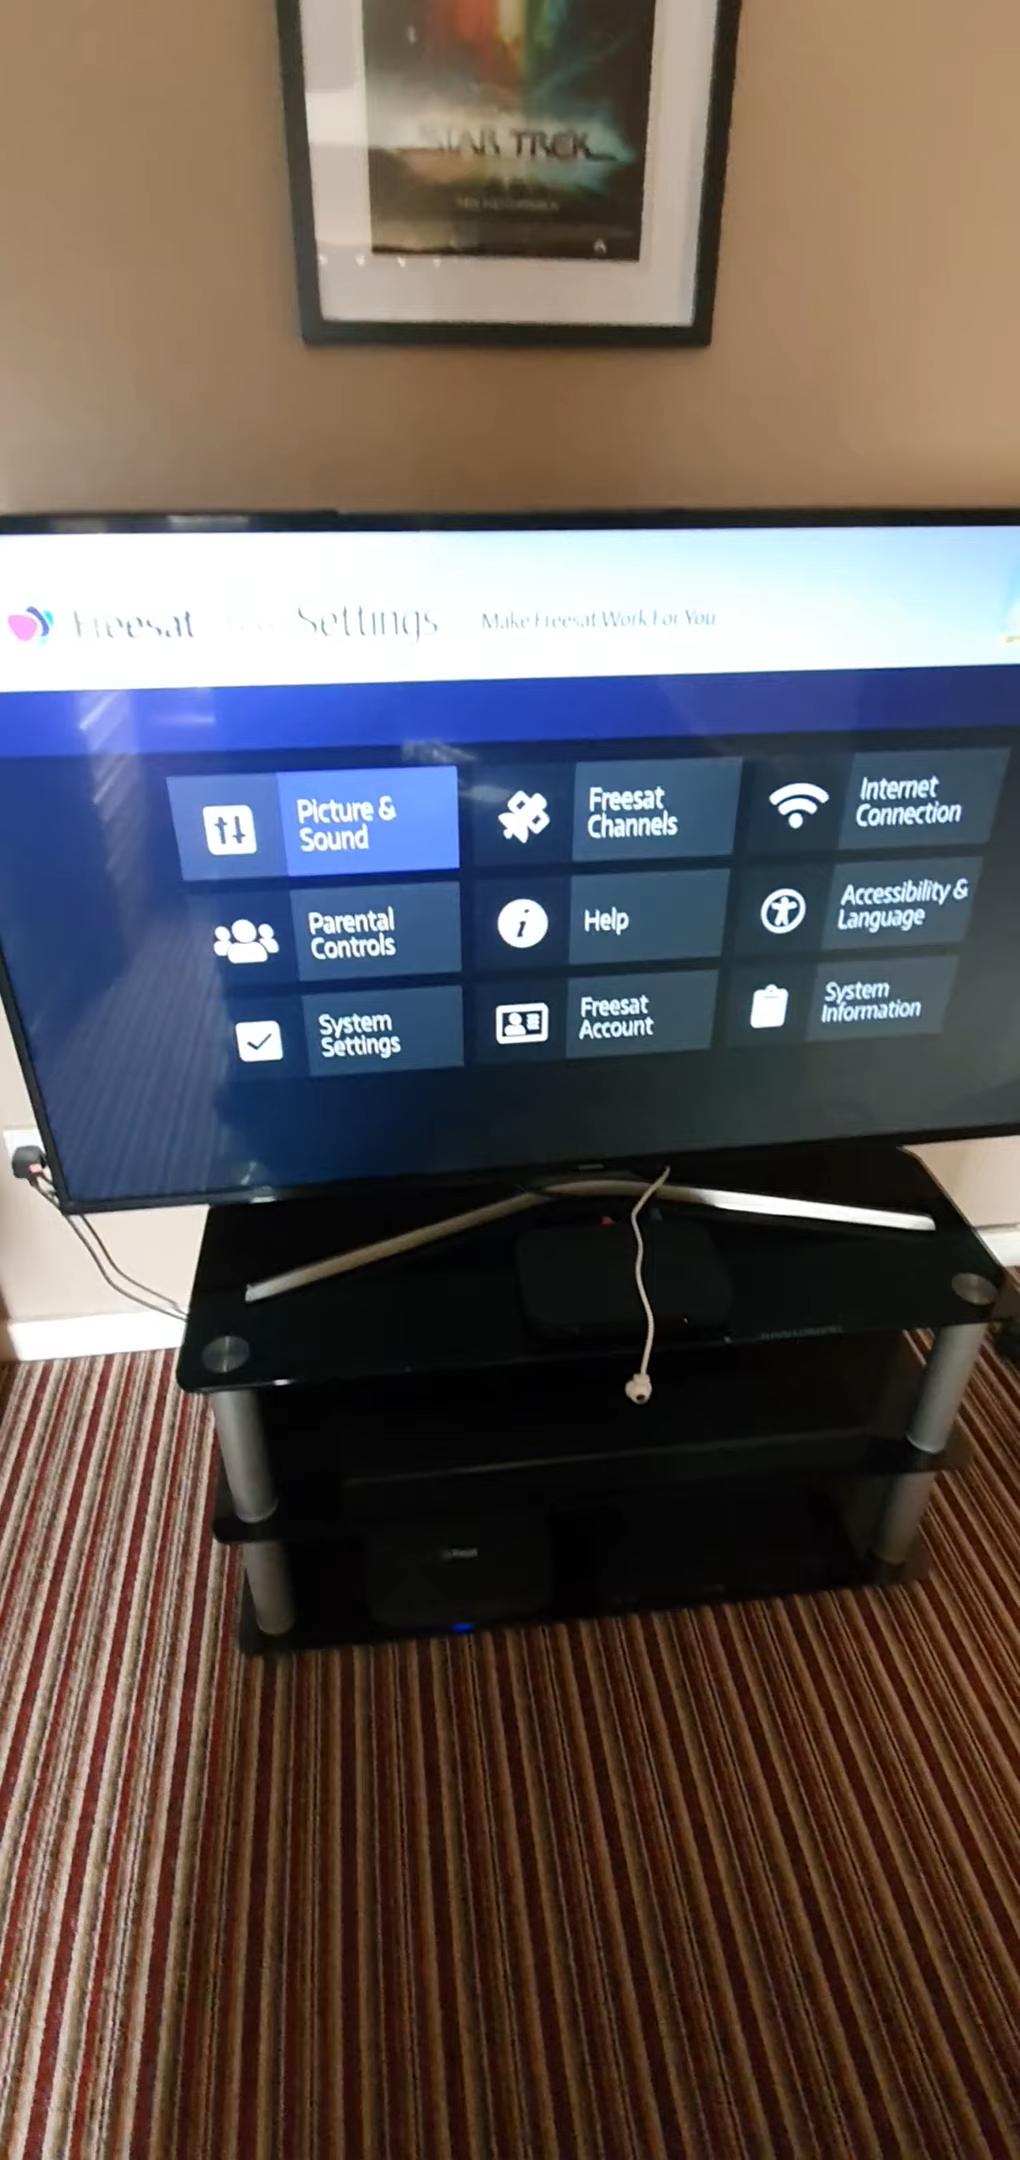 STAR TREK
Freesat Settings Make Freesat Work For You
Picture &
Sound
Freesat
Channels
Internet
Connection
Parental
Controls
Help
Accessibility &
Language
System
Settings
Freesat
Account
System
Information